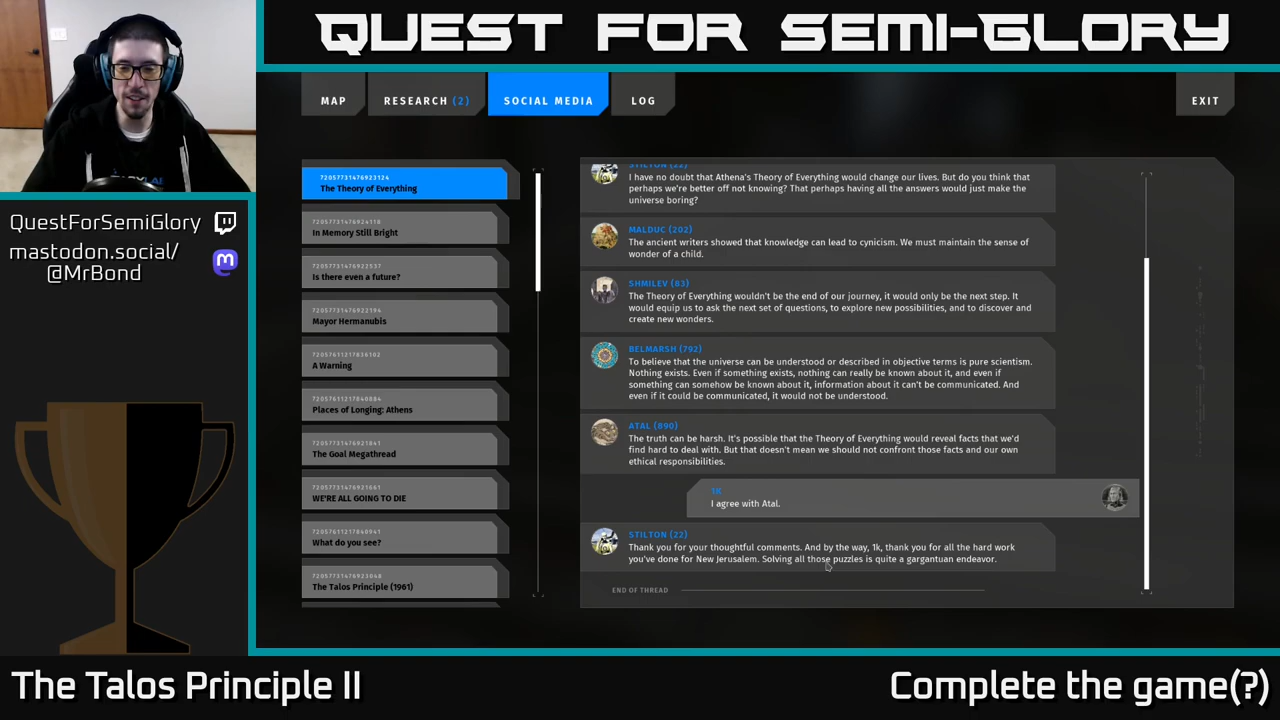 QUEST FOR SEMI-GLORY
MAP
RESEARCH (2)
SOCIAL MEDIA
LOG
EXIT
QuestForSemiGlory
mastodon.social/
@MrBond
72057731476923124
The Theory of Everything
72057731476924118
In Memory Still Bright
72057731476922537
Is there even a future?
72057731476922194
Mayor Hermanubis
72057611217836102
A Warning
72057611217840884
Places of Longing: Athens
72057731476921841
The Goal Megathread
72057731476921661
WE'RE ALL GOING TO DIE
72057611217840941
What do you see?
72057731476923048
The Talos Principle (1961)
STILTON (22)
I have no doubt that Athena's Theory of Everything would change our lives. But do you think that
perhaps we're better off not knowing? That perhaps having all the answers would just make the
universe boring?
MALDUC (202)
The ancient writers showed that knowledge can lead to cynicism. We must maintain the sense of
wonder of a child.
SHMILEV (83)
The Theory of Everything wouldn't be the end of our journey, it would only be the next step. It
would equip us to ask the next set of questions, to explore new possibilities, and to discover and
create new wonders.
BELMARSH (792)
To believe that the universe can be understood or described in objective terms is pure scientism.
Nothing exists. Even if something exists, nothing can really be known about it, and even if
something can somehow be known about it, information about it can't be communicated. And
even if it could be communicated, it would not be understood.
ATAL (890)
The truth can be harsh. It's possible that the Theory of Everything would reveal facts that we'd
find hard to deal with. But that doesn't mean we should not confront those facts and our own
ethical responsibilities.
1K
I agree with Atal.
STILTON (22)
Thank you for your thoughtful comments. And by the way, 1k, thank you for all the hard work
you've done for New Jerusalem. Solving all those puzzles is quite a gargantuan endeavor.
END OF THREAD
The Talos Principle II
Complete the game(?)